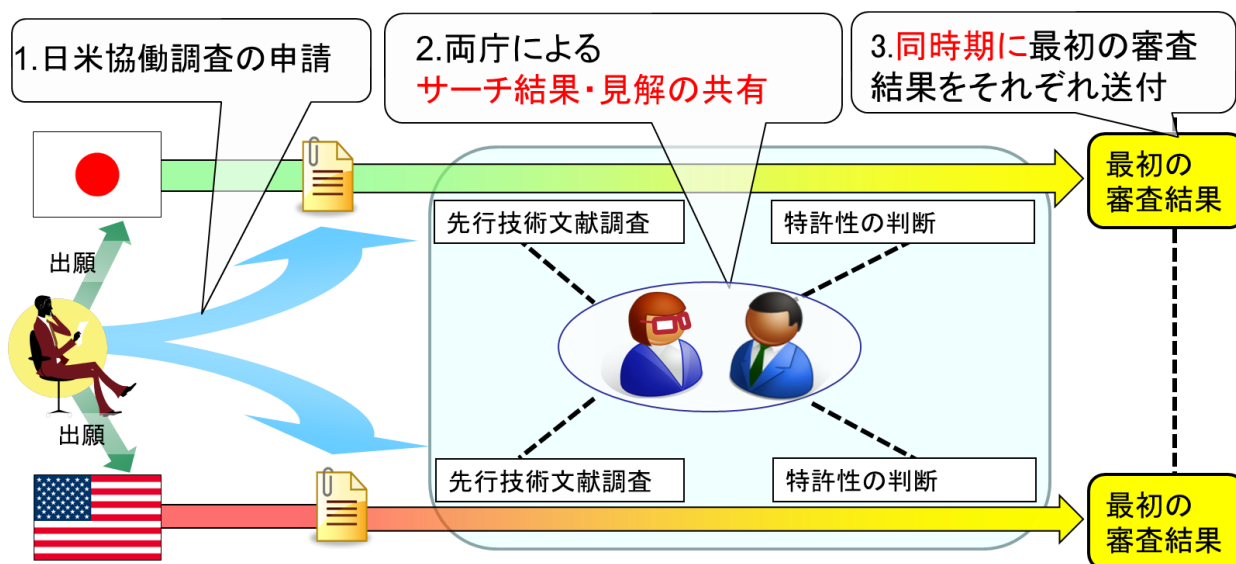 1.日米協働調査の申請
2.両庁による
サーチ結果・見解の共有
3.同時期に最初の審査
結果をそれぞれ送付
最初の
審査結果
先行技術文献調査
特許性の判断
出願
出願
先行技術文献調査
特許性の判断
最初の
審査結果